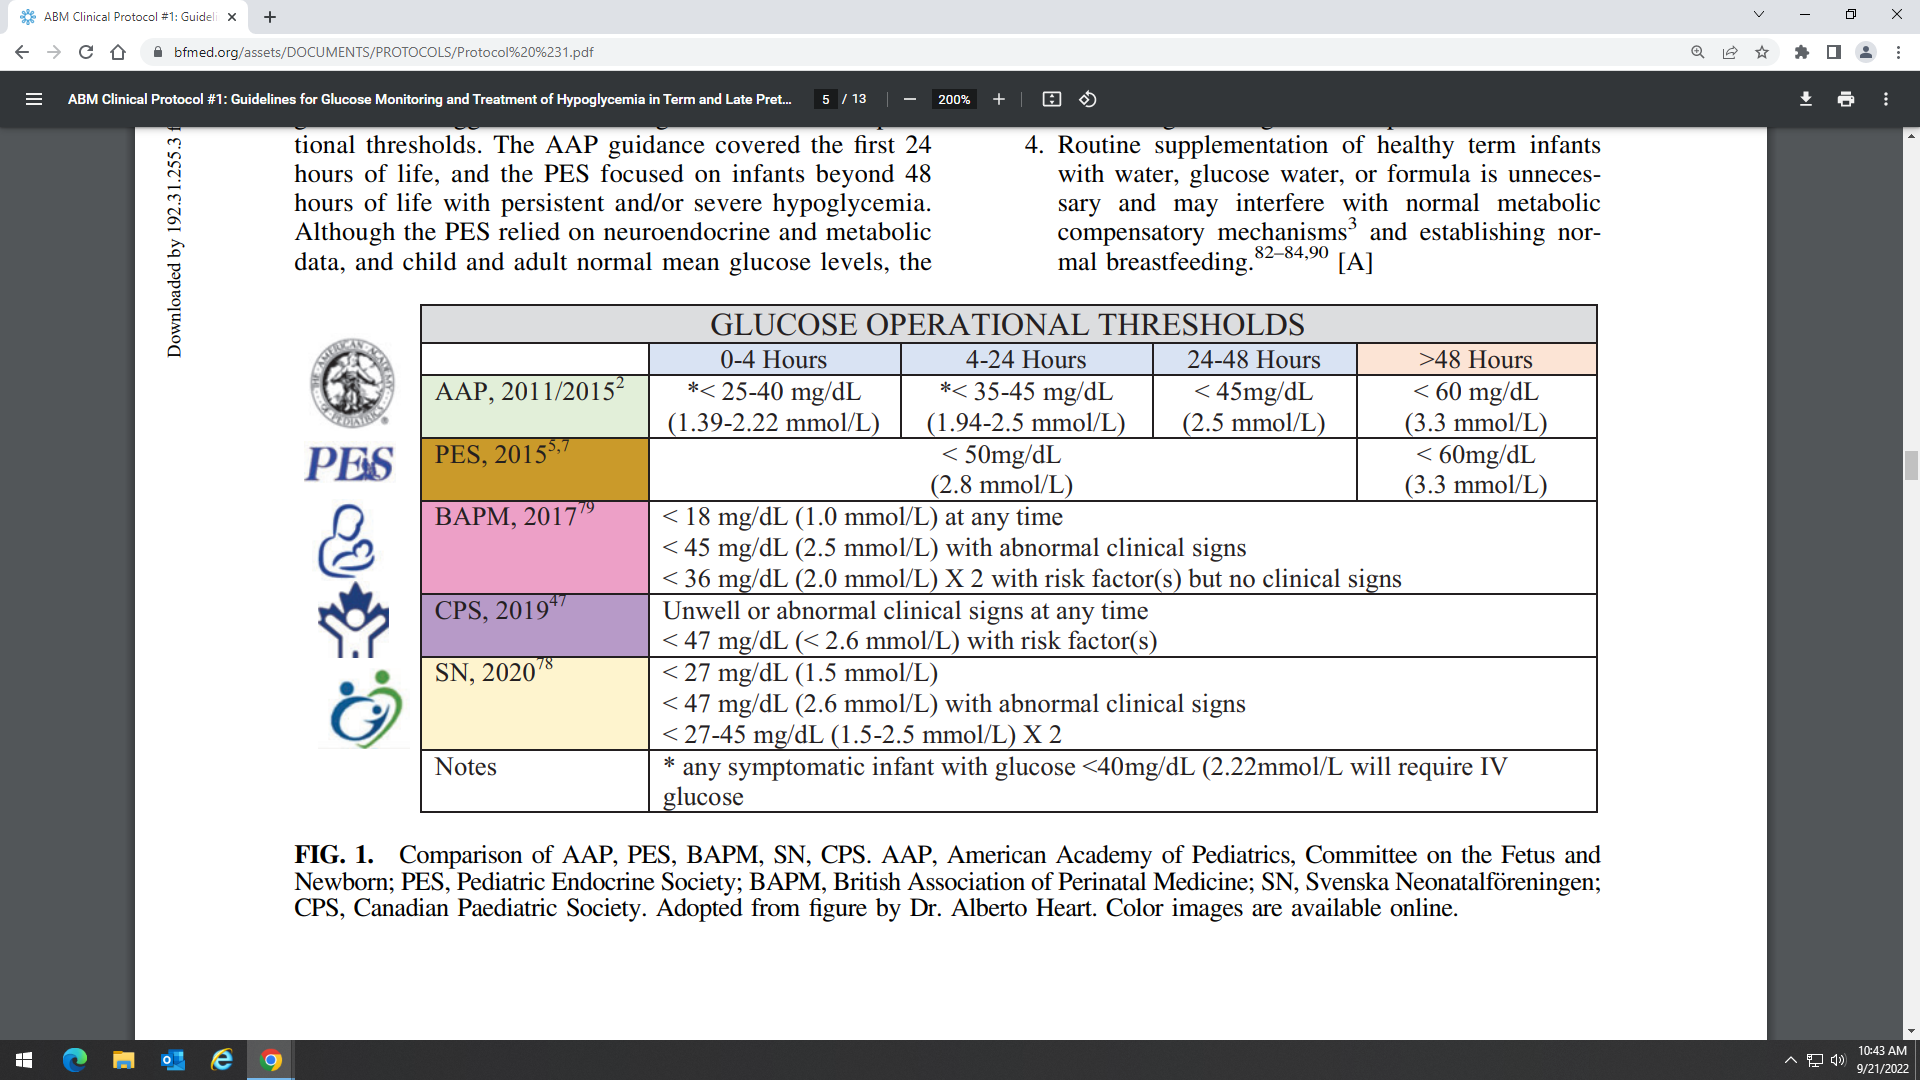 ABM Clinical Protocol #1: Guideli
bfmed.org/assets/DOCUMENTS/PROTOCOLS/Protocol%20%231.pdf
ABM Clinical Protocol #1: Guidelines for Glucose Monitoring and Treatment of Hypoglycemia in Term and Late Pret...
5 / 13
200%
Downloaded by 192.31.255.3 f
tional thresholds. The AAP guidance covered the first 24
hours of life, and the PES focused on infants beyond 48
hours of life with persistent and/or severe hypoglycemia.
Although the PES relied on neuroendocrine and metabolic
data, and child and adult normal mean glucose levels, the
4. Routine supplementation of healthy term infants
with water, glucose water, or formula is unneces-
sary and may interfere with normal metabolic
compensatory mechanisms3 and establishing nor-
mal breastfeeding.82–84,90 [A]
GLUCOSE OPERATIONAL THRESHOLDS
0-4 Hours 4-24 Hours 24-48 Hours >48 Hours
AAP, 2011/20152 *< 25-40 mg/dL *< 35-45 mg/dL < 45mg/dL < 60 mg/dL
(1.39-2.22 mmol/L) (1.94-2.5 mmol/L) (2.5 mmol/L) (3.3 mmol/L)
PES
PES, 20155,7 < 50mg/dL < 60mg/dL
(2.8 mmol/L) (3.3 mmol/L)
BAPM, 201779 < 18 mg/dL (1.0 mmol/L) at any time
< 45 mg/dL (2.5 mmol/L) with abnormal clinical signs
< 36 mg/dL (2.0 mmol/L) X 2 with risk factor(s) but no clinical signs
CPS, 201947 Unwell or abnormal clinical signs at any time
< 47 mg/dL (< 2.6 mmol/L) with risk factor(s)
SN, 202078 < 27 mg/dL (1.5 mmol/L)
< 47 mg/dL (2.6 mmol/L) with abnormal clinical signs
< 27-45 mg/dL (1.5-2.5 mmol/L) X 2
Notes * any symptomatic infant with glucose <40mg/dL (2.22mmol/L will require IV
glucose
FIG. 1. Comparison of AAP, PES, BAPM, SN, CPS. AAP, American Academy of Pediatrics, Committee on the Fetus and
Newborn; PES, Pediatric Endocrine Society; BAPM, British Association of Perinatal Medicine; SN, Svenska Neonatalföreningen;
CPS, Canadian Paediatric Society. Adopted from figure by Dr. Alberto Heart. Color images are available online.
10:43 AM
9/21/2022